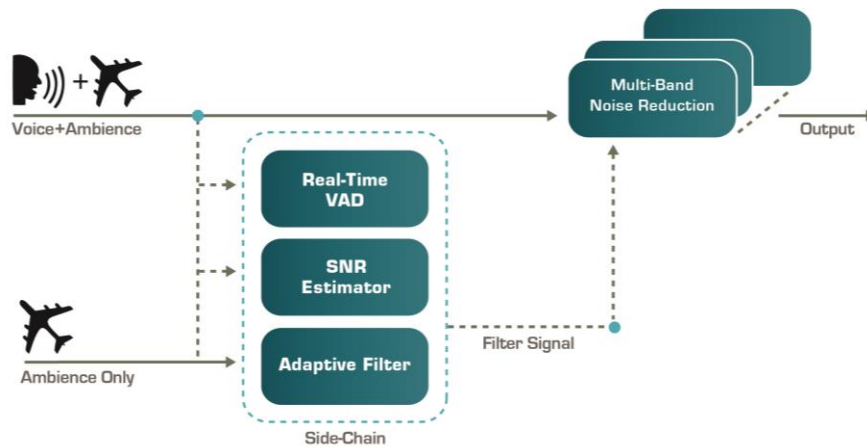 Multi-Band
Noise Reduction
+
Voice+Ambience
Output
Real-Time
VAD
SNR
Estimator
Adaptive Filter
Filter Signal
Ambience Only
Side-Chain